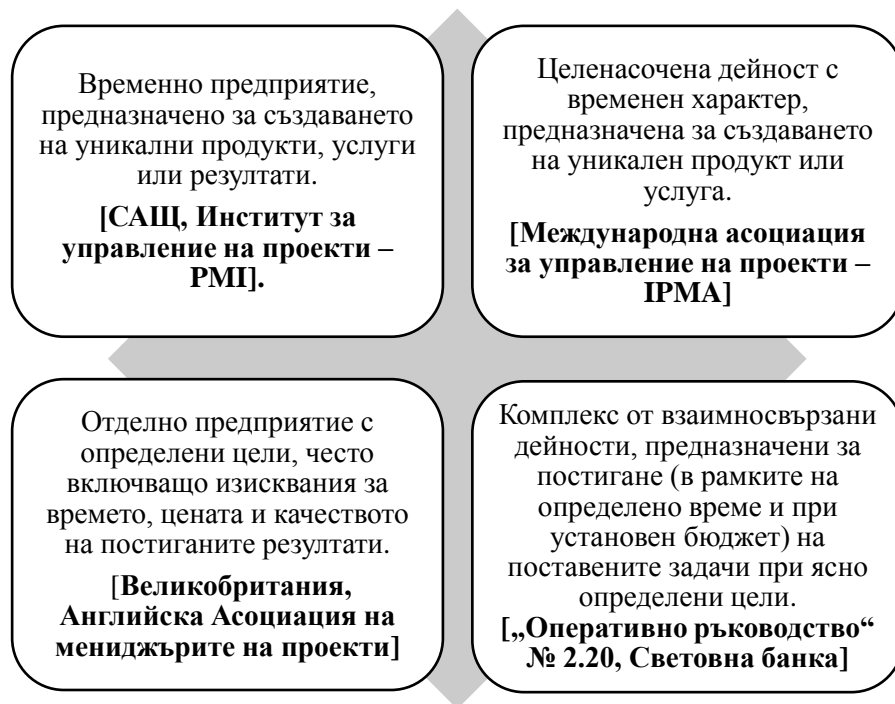 Временно предприятие,
предназначено за създаването
на уникални продукти, услуги
или резултати.
[САЩ, Институт за
управление на проекти –
PMI].
Целенасочена дейност с
временен характер,
предназначена за създаването
на уникален продукт или
услуга.
[Международна асоциация
за управление на проекти –
IPMA]
Отделно предприятие с
определени цели, често
включващо изисквания за
времето, цената и качеството
на постиганите резултати.
[Великобритания,
Английска Асоциация на
мениджърите на проекти]
Комплекс от взаимносвързани
дейности, предназначени за
постигане (в рамките на
определено време и при
установен бюджет) на
поставените задачи при ясно
определени цели.
[„Оперативно ръководство“
№ 2.20, Световна банка]